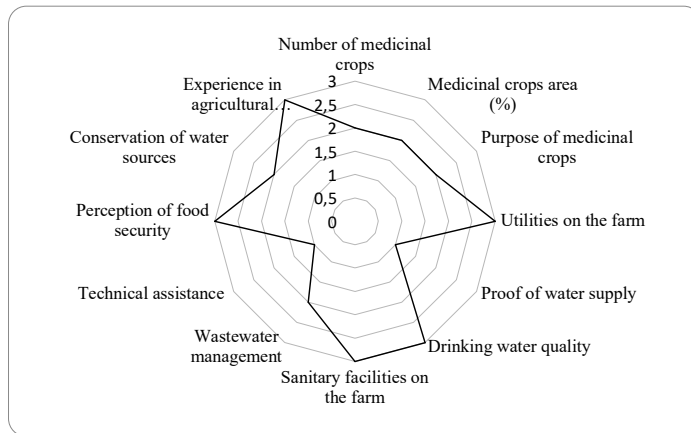 Number of medicinal
crops
Medicinal crops area
(%)
Purpose of medicinal
crops
Utilities on the farm
Proof of water supply
Drinking water quality
Sanitary facilities on
the farm
Wastewater
management
Technical assistance
Perception of food
security
Conservation of water
sources
Experience in
agricultural…
3
2,5
2
1,5
1
0,5
0